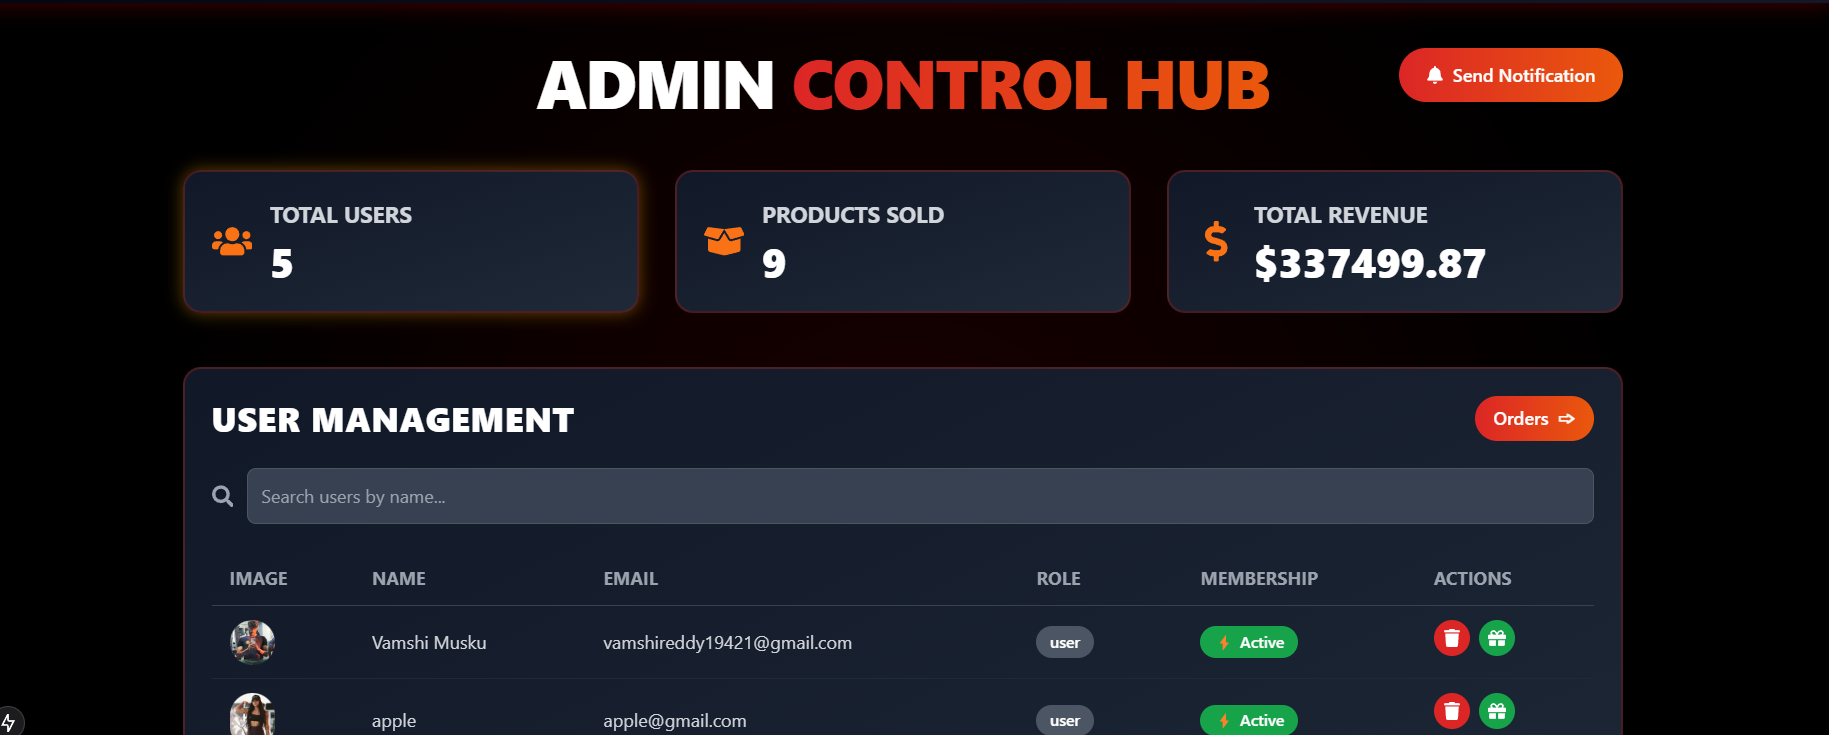 ADMIN CONTROL HUB
Send Notification
TOTAL USERS
5
PRODUCTS SOLD
9
TOTAL REVENUE
$337499.87
USER MANAGEMENT
Orders ➩
Search users by name...
IMAGE NAME EMAIL ROLE MEMBERSHIP ACTIONS
Vamshi Musku vamshireddy19421@gmail.com user Active
apple apple@gmail.com user Active